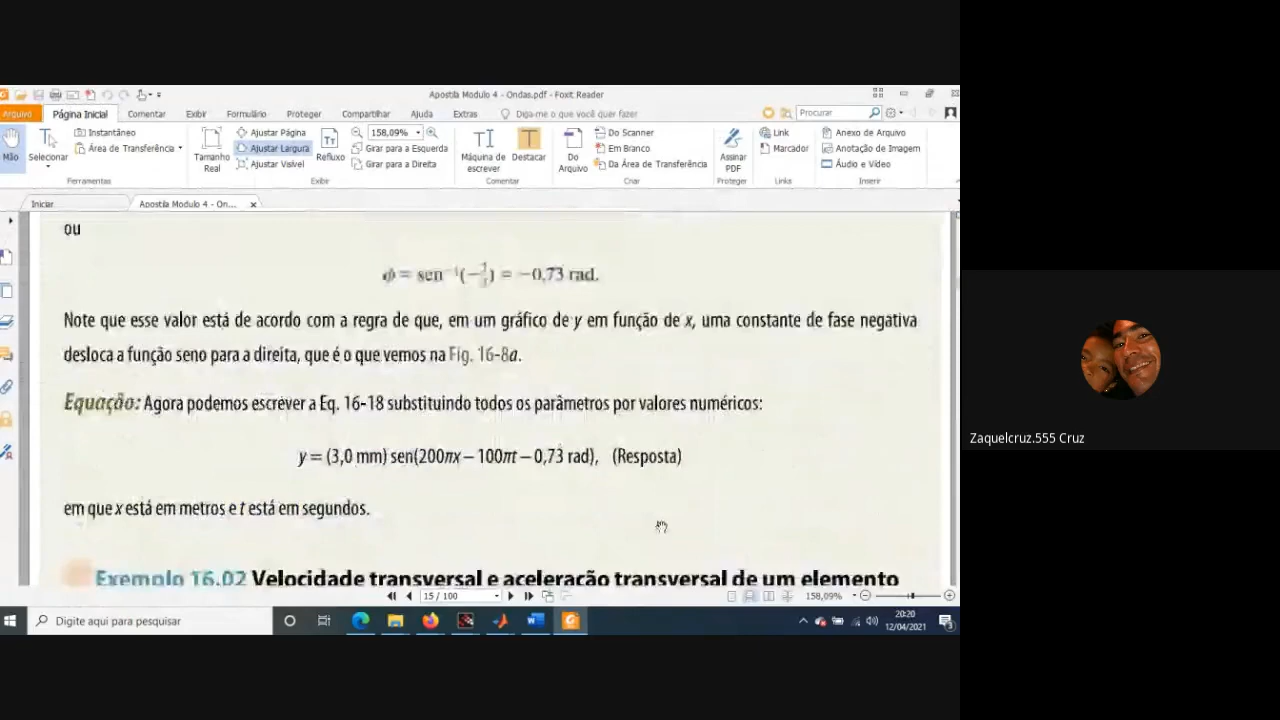 Apostila Modulo 4 - Ondas.pdf - Foxit Reader
Arquivo Página Inicial Comentar Exibir Formulário Proteger Compartilhar Ajuda Extras Diga-me o que você quer fazer Procurar
Mão
Selecionar
Instantâneo
Área de Transferência
Ferramentas
Tamanho
Real
Ajustar Página
Ajustar Largura
Ajustar Visível
Refluxo
158,09%
Girar para a Esquerda
Girar para a Direita
Exibir
Máquina de
escrever
Destacar
Comentar
Do
Arquivo
Do Scanner
Em Branco
Da Área de Transferência
Criar
Assinar
PDF
Proteger
Link
Marcador
Links
Anexo de Arquivo
Anotação de Imagem
Áudio e Vídeo
Inserir
Iniciar Apostila Modulo 4 - On... x
ou
ϕ = sen⁻¹(− ) = −0,73 rad.
Note que esse valor está de acordo com a regra de que, em um gráfico de y em função de x, uma constante de fase negativa
desloca a função seno para a direita, que é o que vemos na Fig. 16-8a.
Equação: Agora podemos escrever a Eq. 16-18 substituindo todos os parâmetros por valores numéricos:
y = (3,0 mm) sen(200πx − 100πt − 0,73 rad), (Resposta)
em que x está em metros e t está em segundos.
Exemplo 16.02 Velocidade transversal e aceleração transversal de um elemento
15 / 100 158,09%
Digite aqui para pesquisar
20:20
12/04/2021
Zaquelcruz.555 Cruz